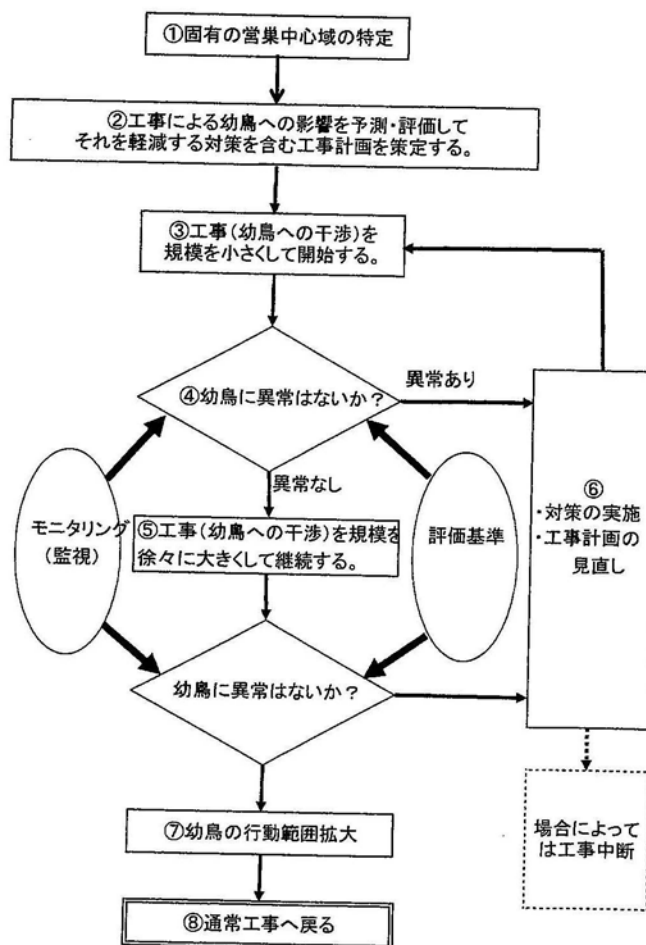 ①固有の営巣中心域の特定
②工事による幼鳥への影響を予測・評価して
それを軽減する対策を含む工事計画を策定する。
③工事(幼鳥への干渉)を
規模を小さくして開始する。
④幼鳥に異常はないか？
異常あり
異常なし
モニタリング
(監視)
⑤工事(幼鳥への干渉)を規模を
徐々に大きくして継続する。
評価基準
⑥
・対策の実施
・工事計画の
見直し
幼鳥に異常はないか？
場合によって
は工事中断
⑦幼鳥の行動範囲拡大
⑧通常工事へ戻る